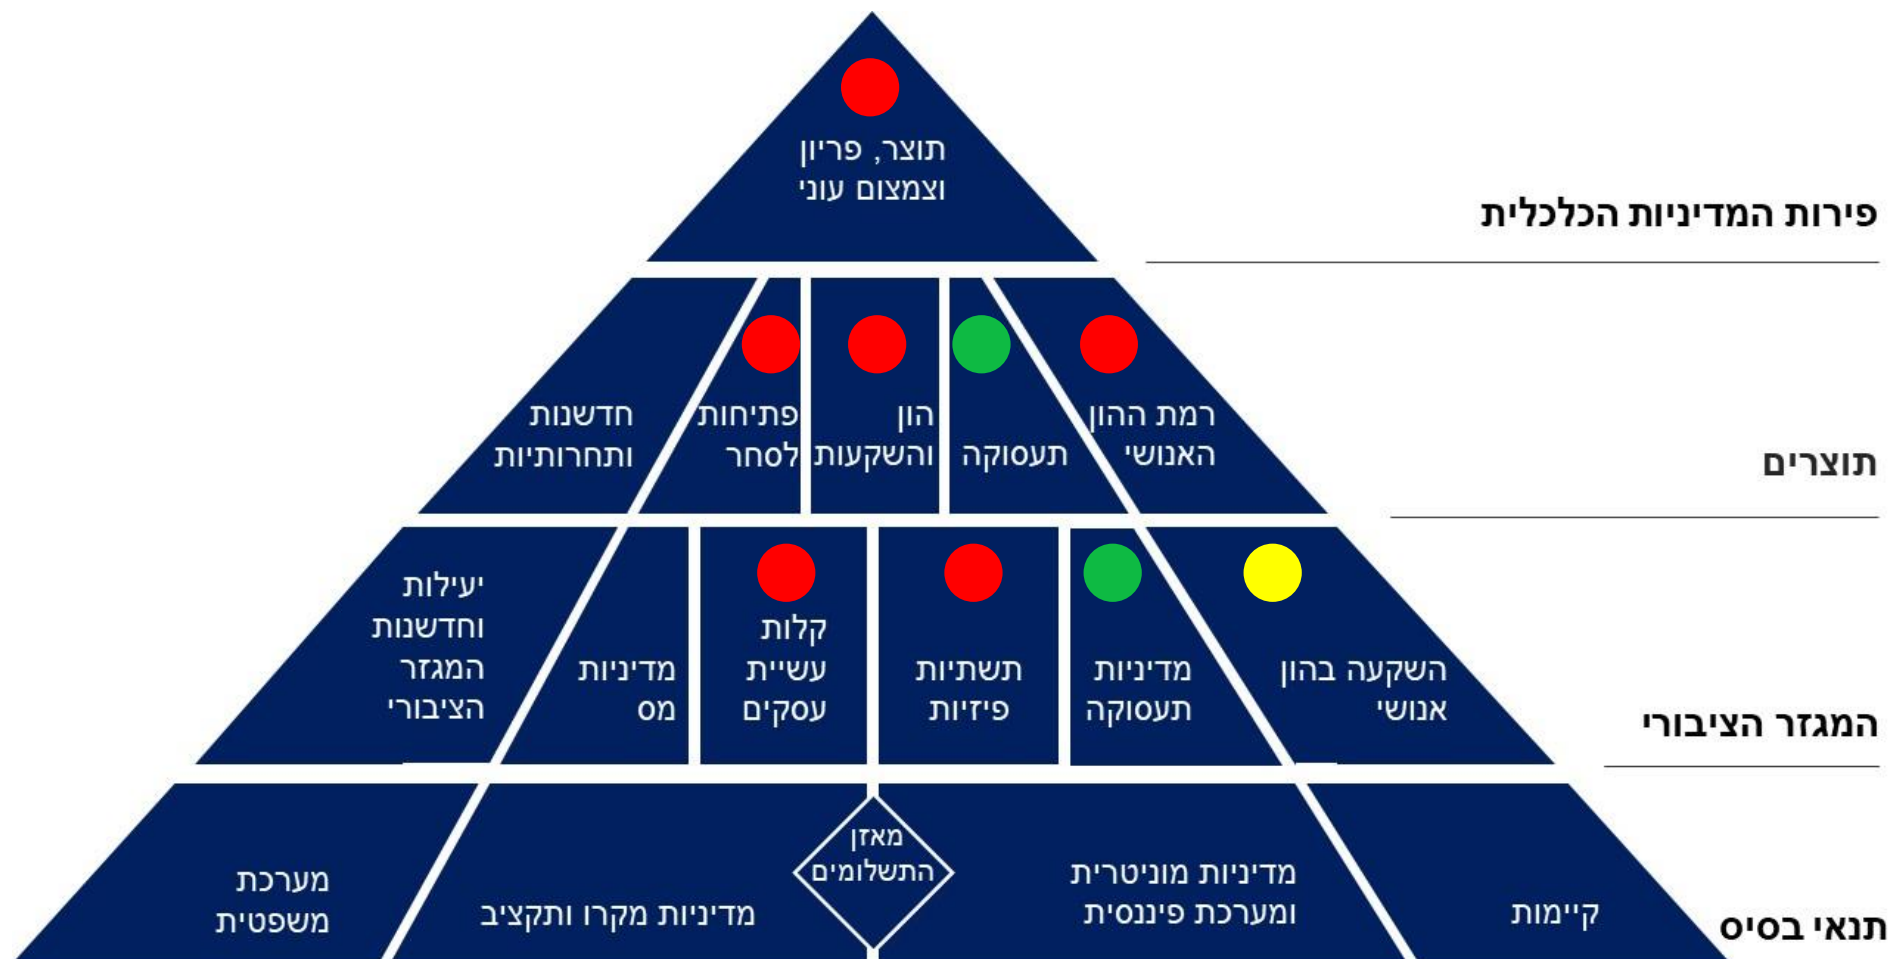 תוצר, פריון
וצמצום עוני
פירות המדיניות הכלכלית
רמת ההון
האנושי
תעסוקה
הון
והשקעות
פתיחות
לסחר
חדשנות
ותחרותיות
תוצרים
השקעה בהון
אנושי
מדיניות
תעסוקה
תשתיות
פיזיות
קלות
עשיית
עסקים
מדיניות
מס
יעילות
וחדשנות
המגזר
הציבורי
המגזר הציבורי
קיימות
מדיניות מוניטרית
ומערכת פיננסית
מאזן
התשלומים
מדיניות מקרו ותקציב
מערכת
משפטית
תנאי בסיס